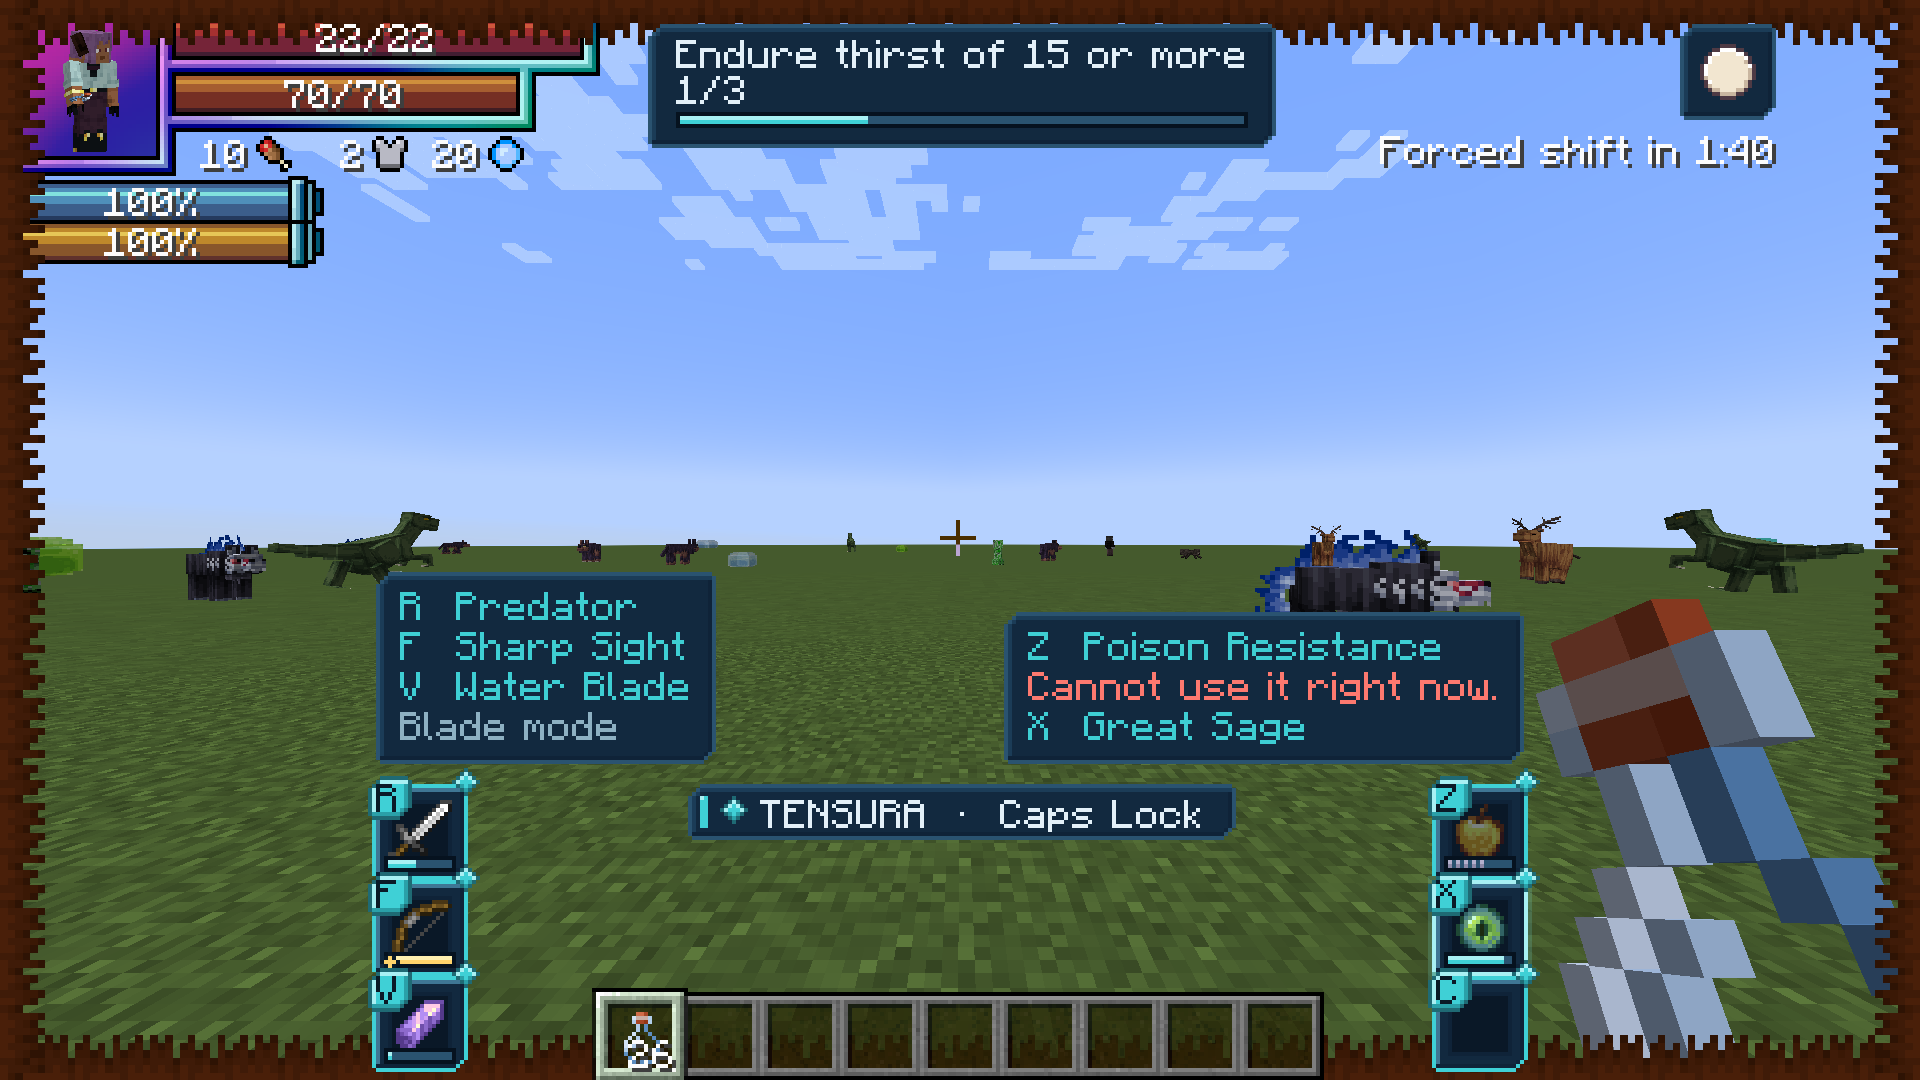 22/22
70/70
10
2
20
100%
100%
Endure thirst of 15 or more
1/3
Forced shift in 1:40
R Predator
F Sharp Sight
V Water Blade
Blade mode
Z Poison Resistance
Cannot use it right now.
X Great Sage
TENSURA · Caps Lock
R
F
V
Z
X
C
26